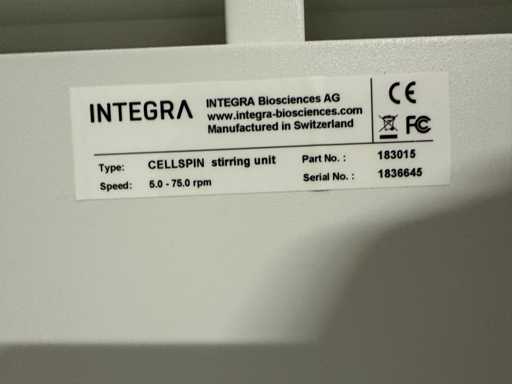 INTEGRA
INTEGRA Biosciences AG
www.integra-biosciences.com
Manufactured in Switzerland
CE
FC
Type: CELLSPIN stirring unit Part No. : 183015
Speed: 5.0 - 75.0 rpm Serial No. : 1836645